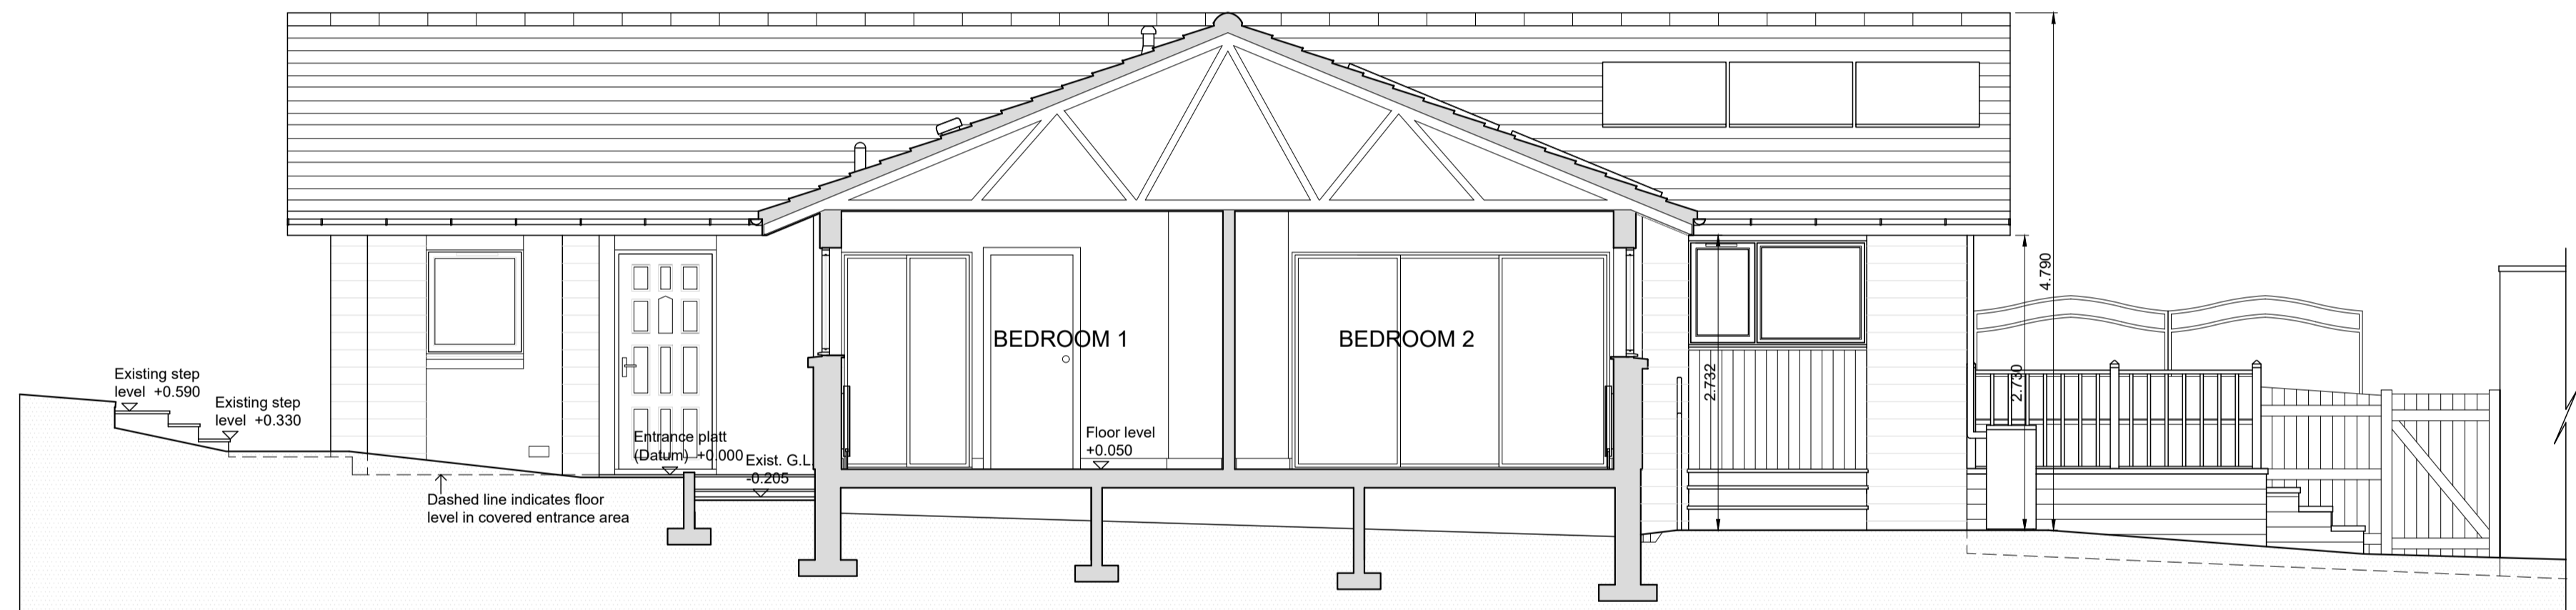 4.790
BEDROOM 1
BEDROOM 2
Existing step
level +0.590
Existing step
level +0.330
2.732
2.730
Entrance platt
(Datum) +0.000
Exist. G.L.
-0.205
Floor level
+0.050
Dashed line indicates floor
level in covered entrance area